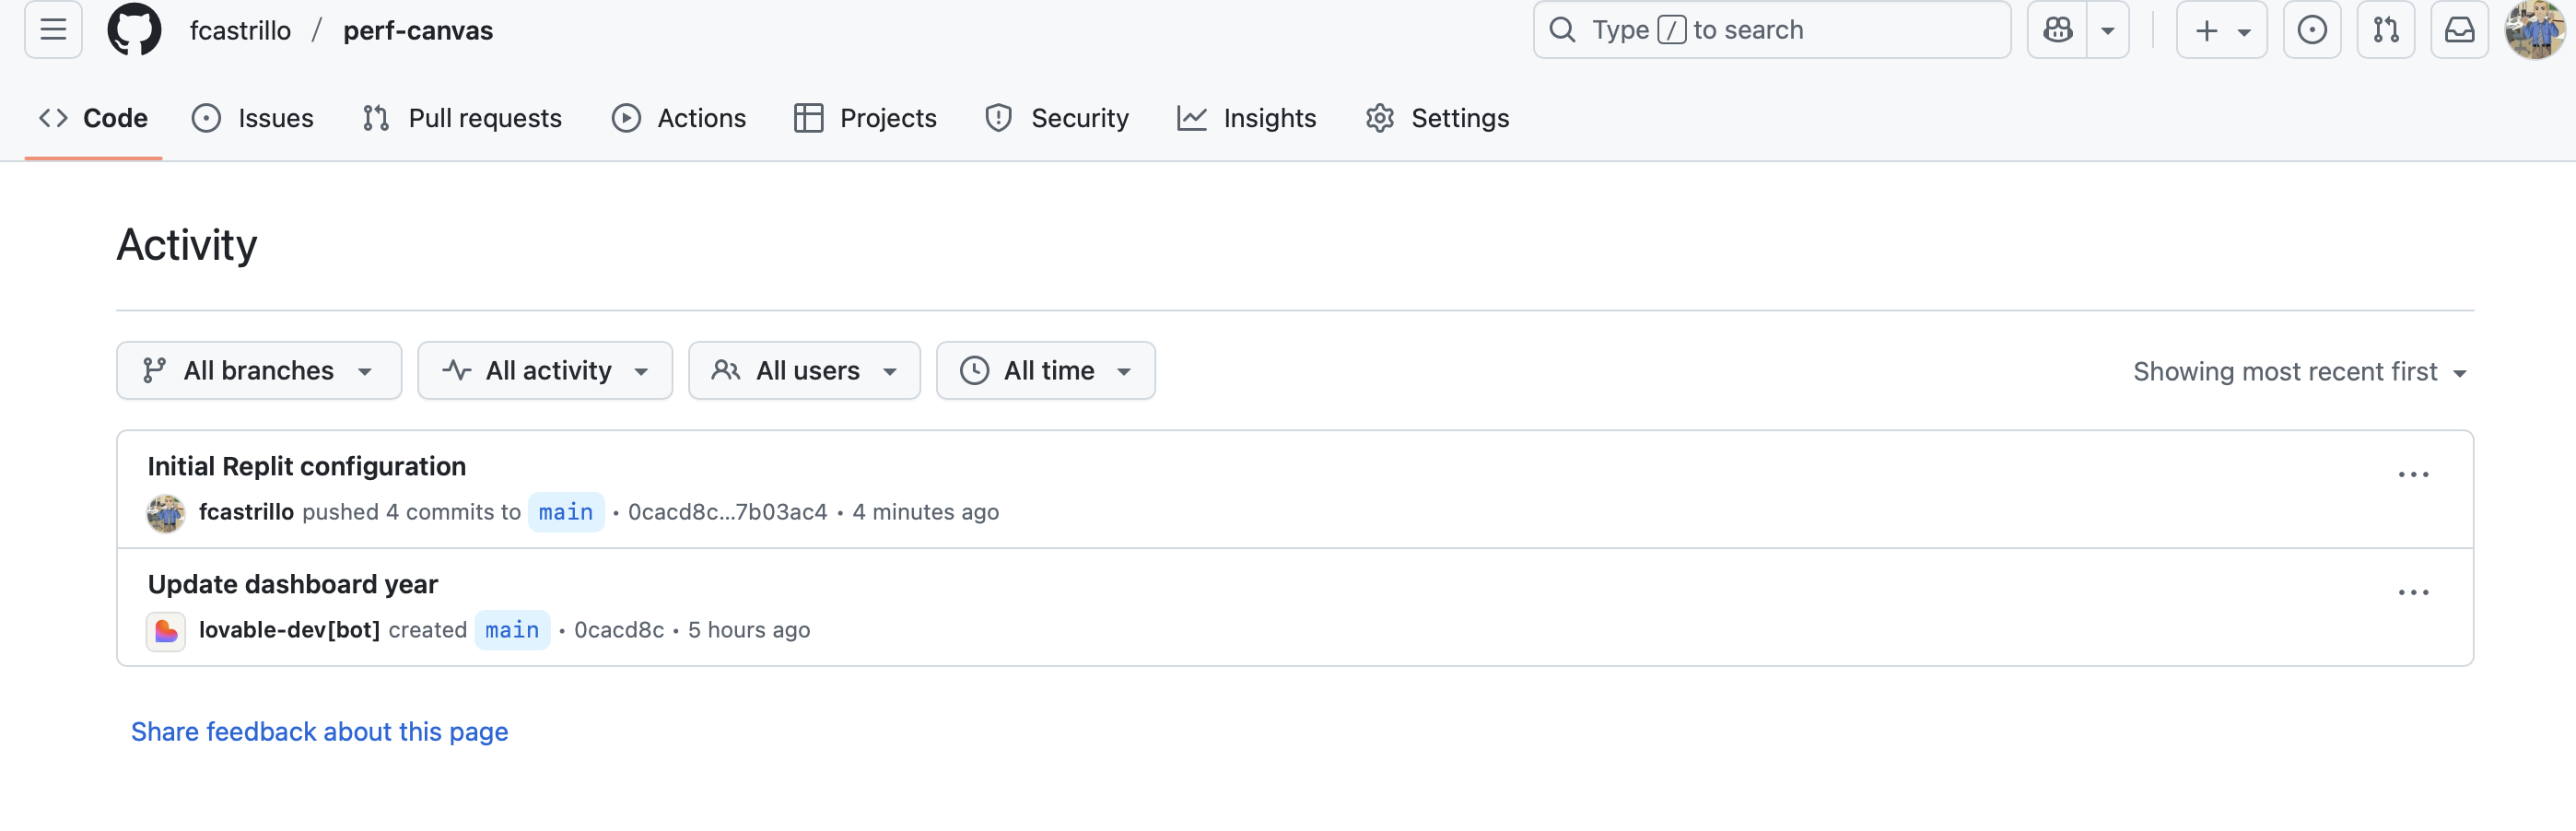 fcastrillo / perf-canvas
Type / to search
Code Issues Pull requests Actions Projects Security Insights Settings
Activity
All branches All activity All users All time Showing most recent first
Initial Replit configuration
fcastrillo pushed 4 commits to main • 0cacd8c...7b03ac4 • 4 minutes ago
Update dashboard year
lovable-dev[bot] created main • 0cacd8c • 5 hours ago
Share feedback about this page